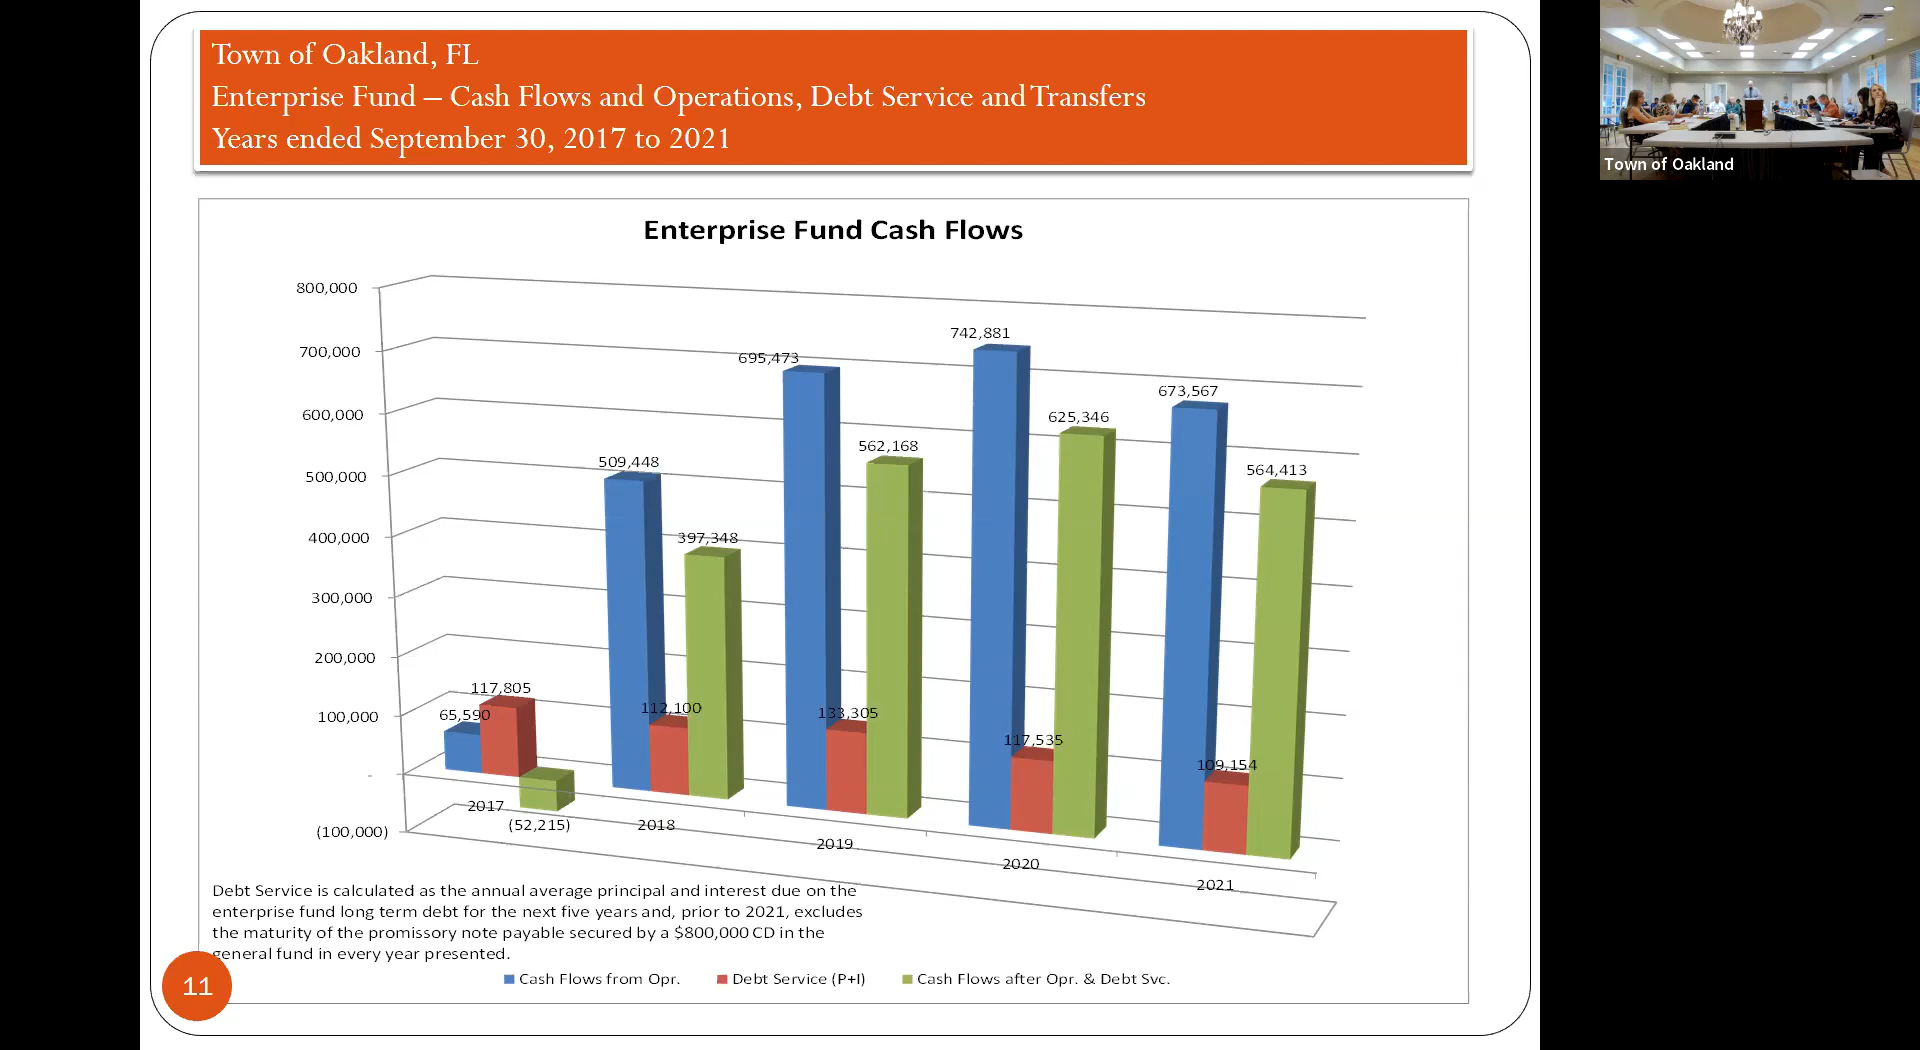 Town of Oakland, FL
Enterprise Fund – Cash Flows and Operations, Debt Service and Transfers
Years ended September 30, 2017 to 2021
Town of Oakland
Enterprise Fund Cash Flows
800,000
700,000
600,000
500,000
400,000
300,000
200,000
100,000
-
(100,000)
65,590
117,805
(52,215)
509,448
112,100
397,348
695,473
133,305
562,168
742,881
117,535
625,346
673,567
109,154
564,413
2017
2018
2019
2020
2021
Debt Service is calculated as the annual average principal and interest due on the
enterprise fund long term debt for the next five years and, prior to 2021, excludes
the maturity of the promissory note payable secured by a $800,000 CD in the
general fund in every year presented.
Cash Flows from Opr.
Debt Service (P+I)
Cash Flows after Opr. & Debt Svc.
11